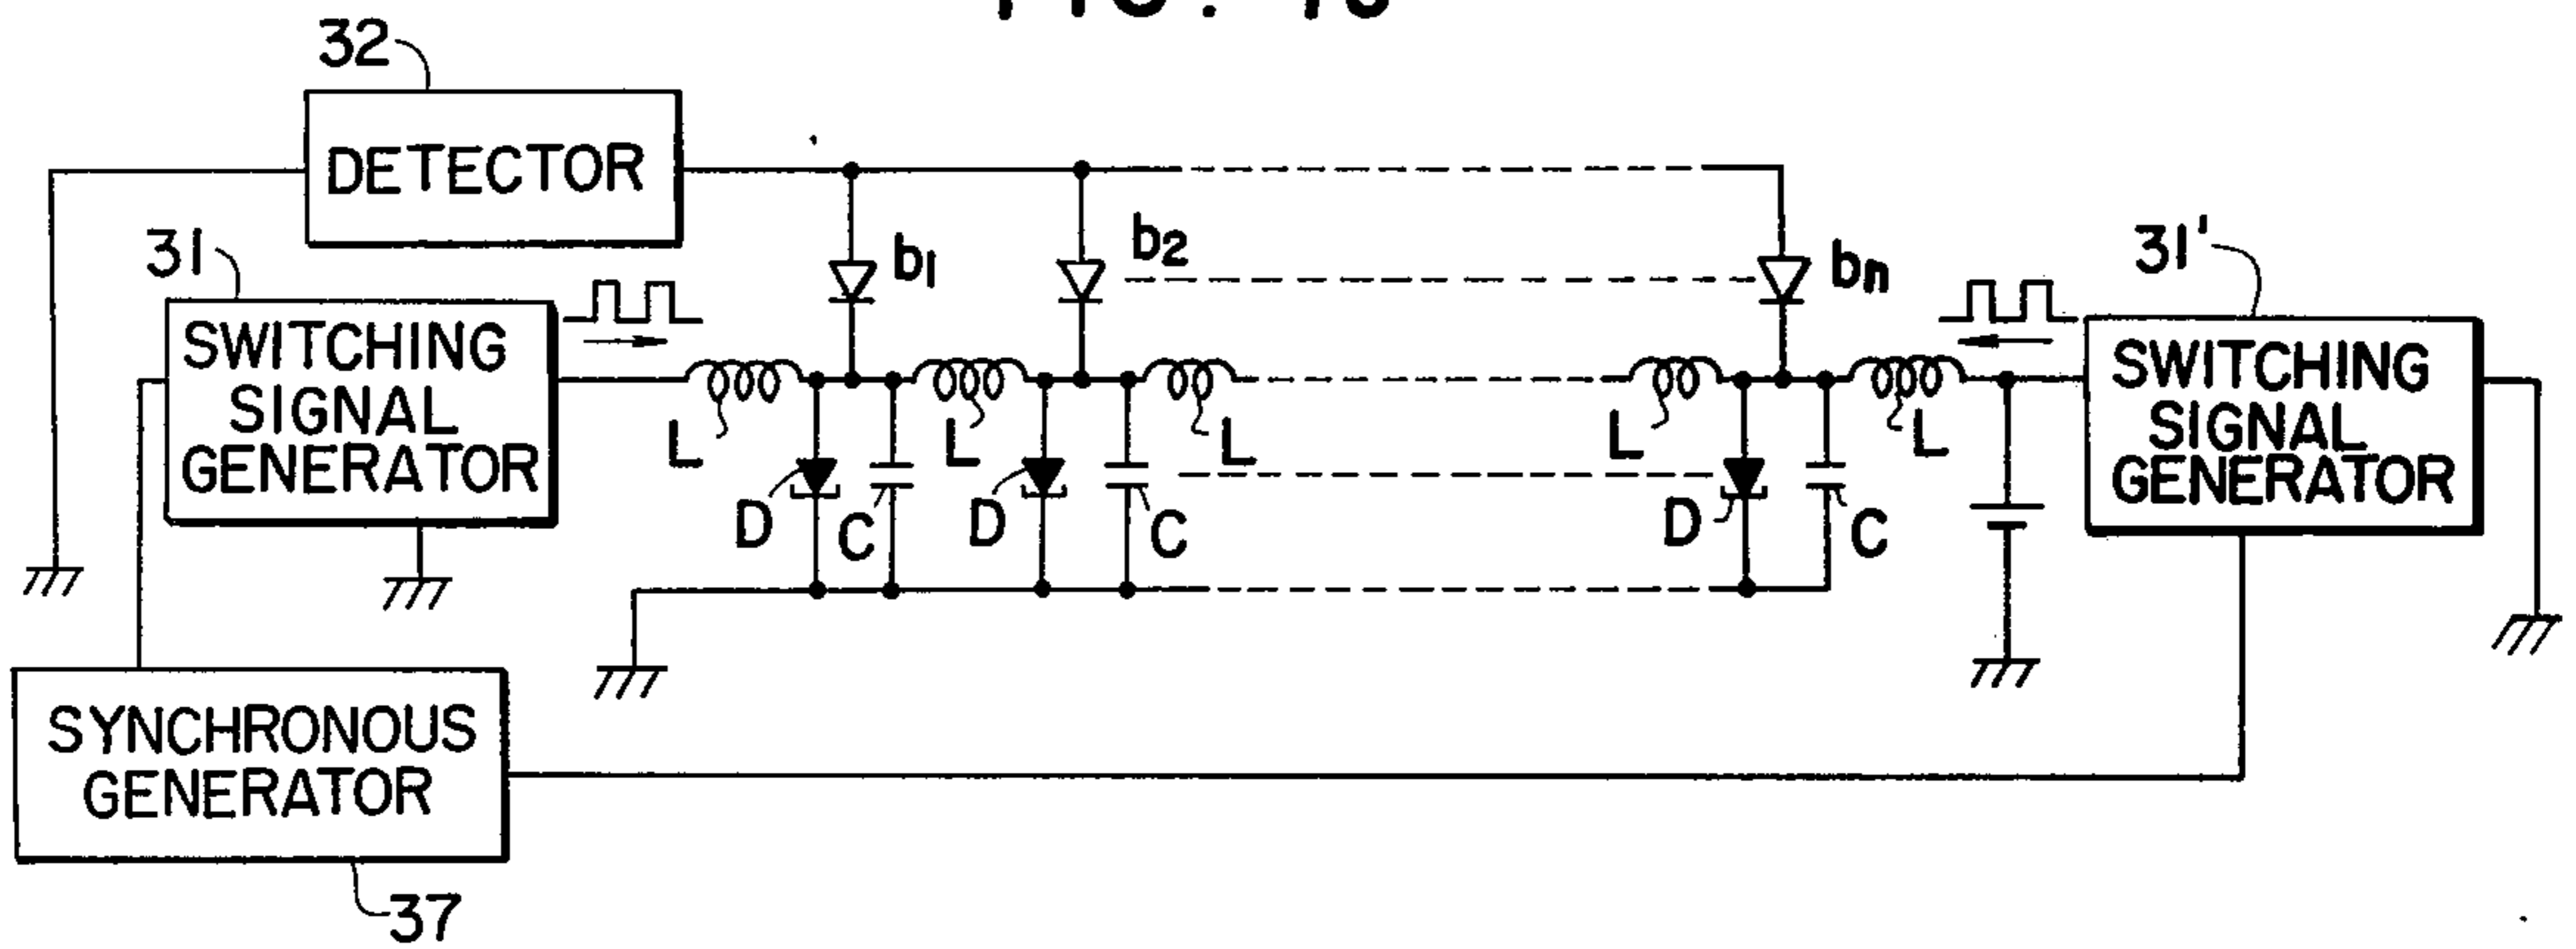 32
DETECTOR
31
b1
b2
bn
31'
SWITCHING
SIGNAL
GENERATOR
SWITCHING
SIGNAL
GENERATOR
L
L
L
L
L
D
C
D
C
D
C
SYNCHRONOUS
GENERATOR
37